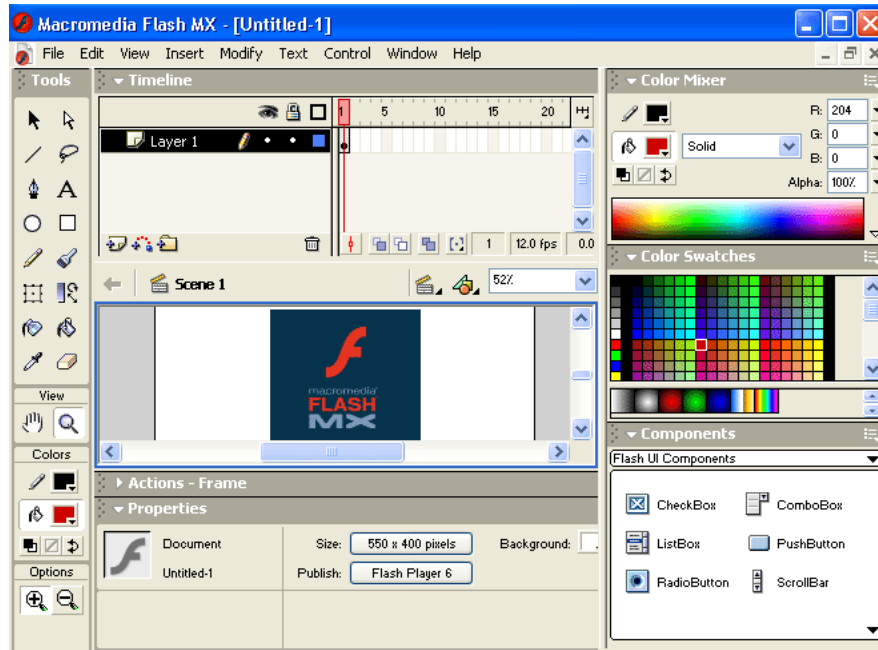 Macromedia Flash MX - [Untitled-1]
File Edit View Insert Modify Text Control Window Help
Tools
Timeline
1 5 10 15 20
Layer 1
1 12.0 fps 0.0
Scene 1
52%
macromedia
FLASH
MX
View
Colors
Options
Actions - Frame
Properties
Document Size: 550 x 400 pixels Background:
Untitled-1 Publish: Flash Player 6
Color Mixer
R: 204
Solid
G: 0
B: 0
Alpha: 100%
Color Swatches
Components
Flash UI Components
CheckBox ComboBox
ListBox PushButton
RadioButton ScrollBar